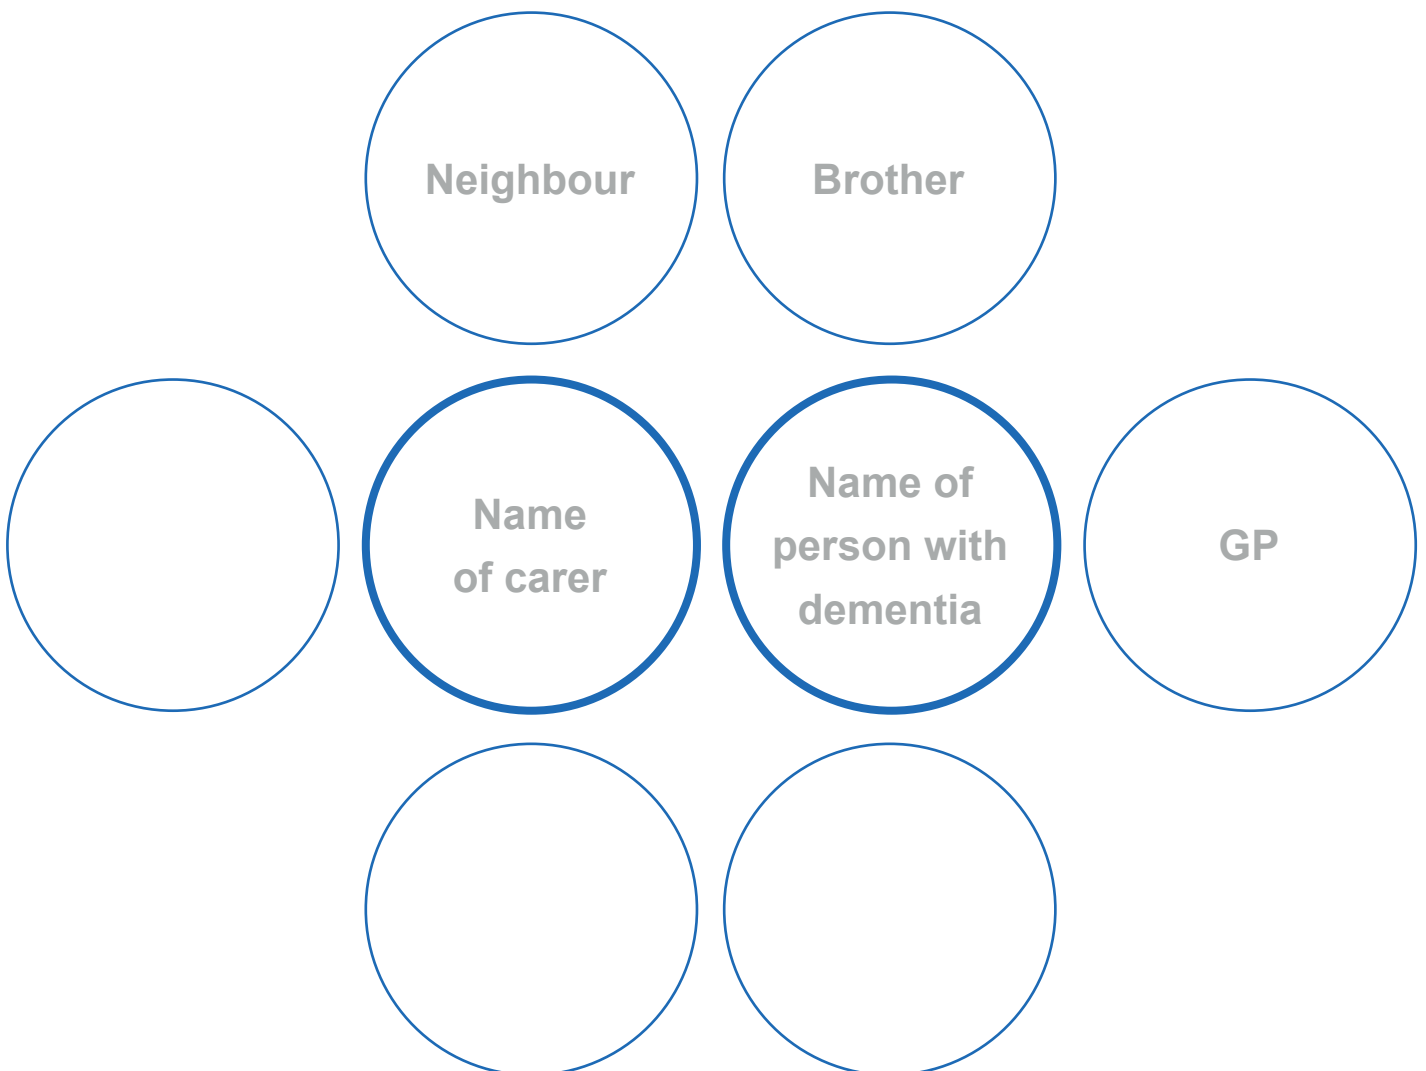 Neighbour
Brother
Name
of carer
Name of
person with
dementia
GP